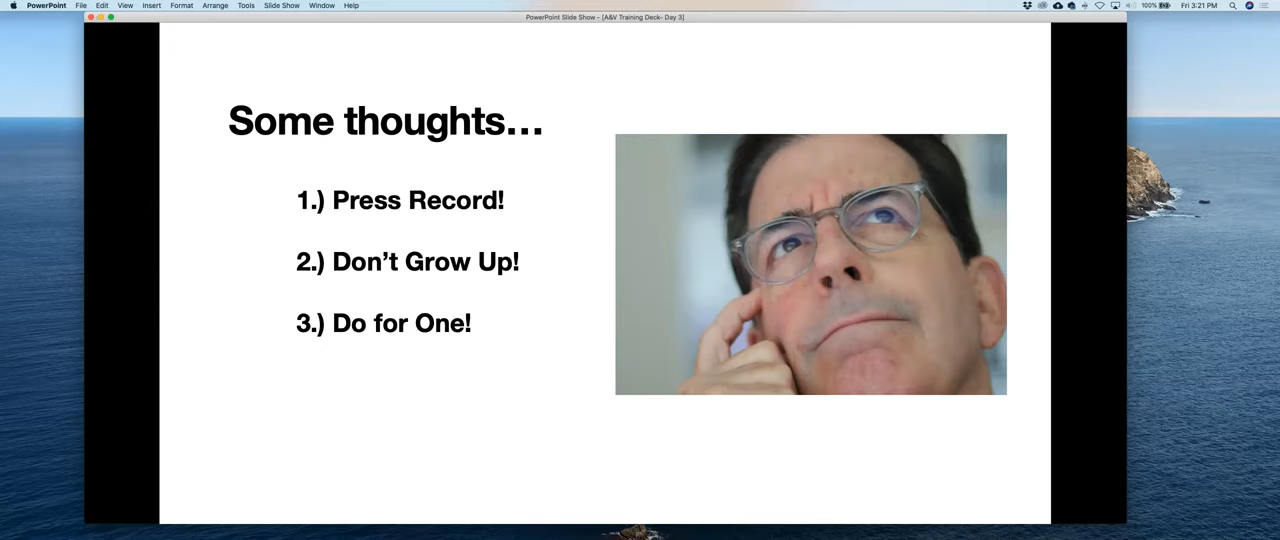 PowerPoint File Edit View Insert Format Arrange Tools Slide Show Window Help 100% Fri 3:21 PM
PowerPoint Slide Show - [A&V Training Deck- Day 3]
Some thoughts...
1.) Press Record!
2.) Don’t Grow Up!
3.) Do for One!